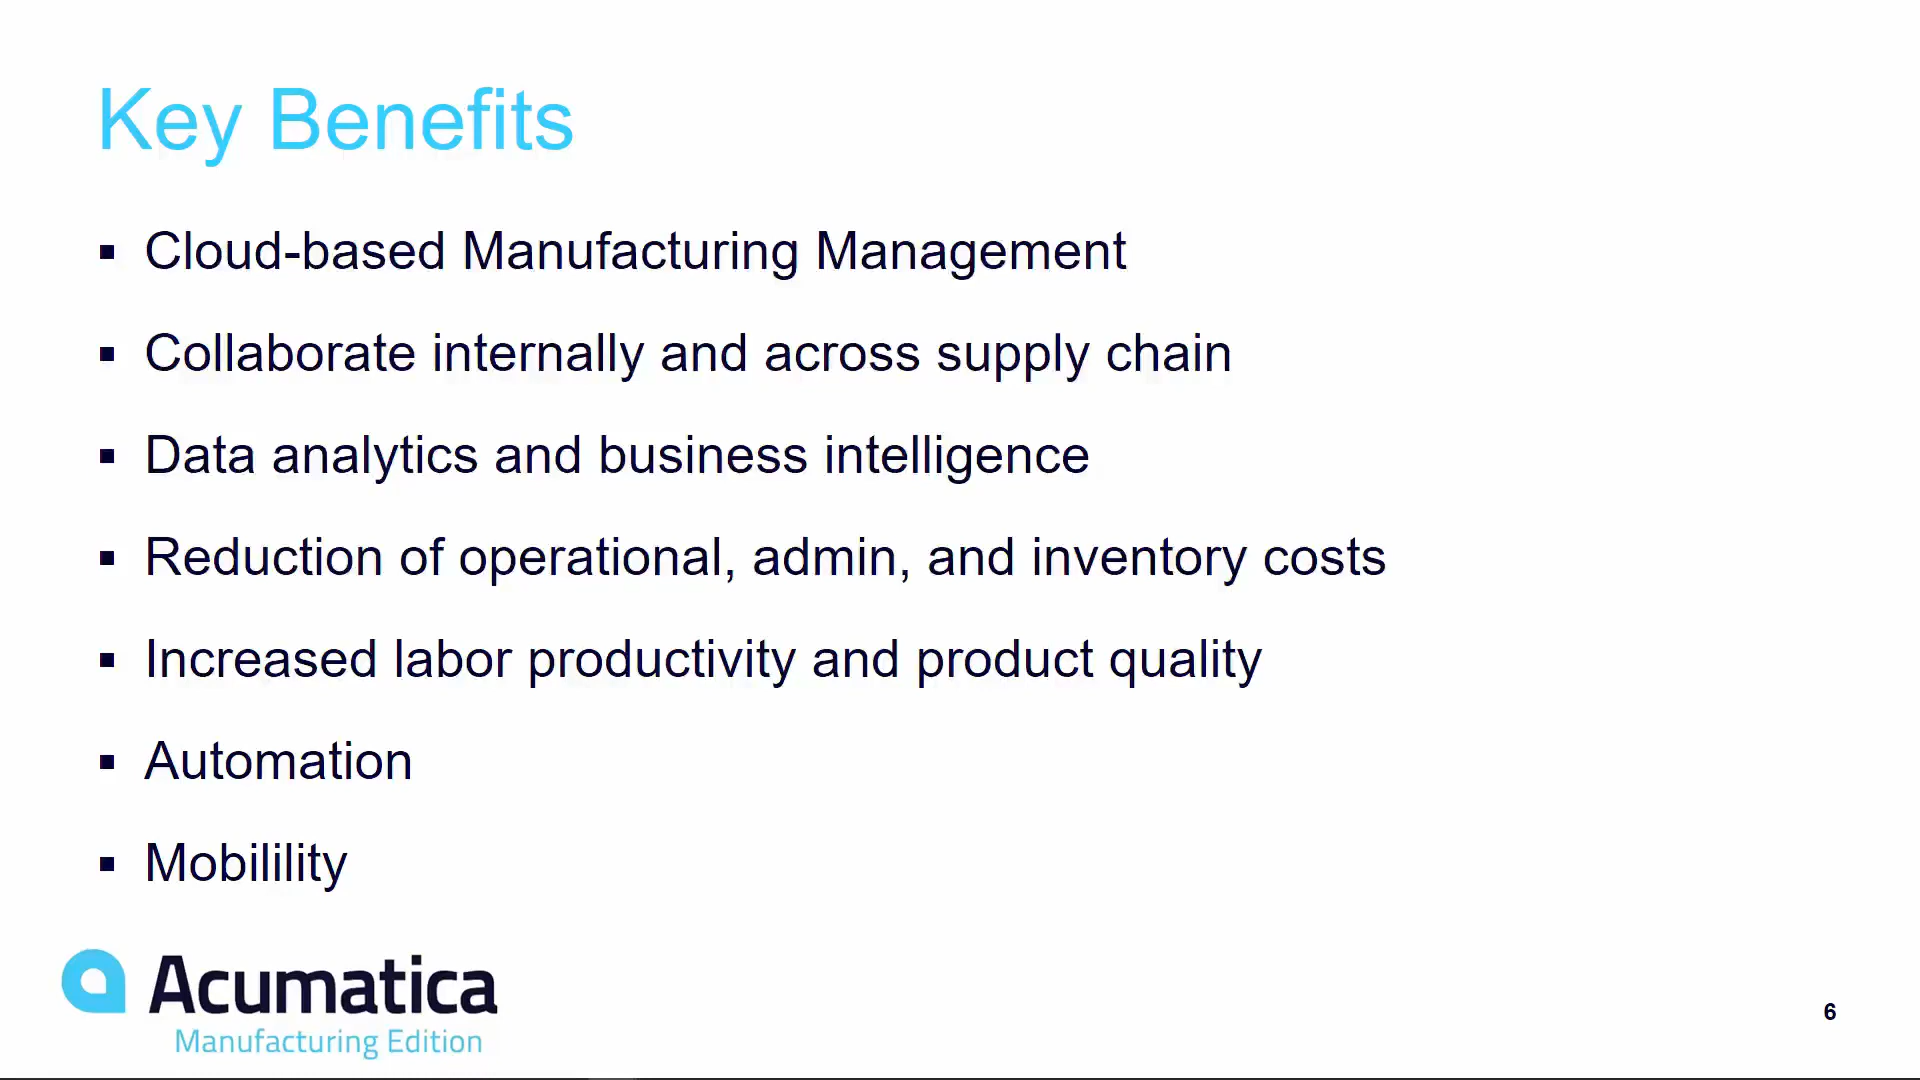 Key Benefits
▪ Cloud-based Manufacturing Management
▪ Collaborate internally and across supply chain
▪ Data analytics and business intelligence
▪ Reduction of operational, admin, and inventory costs
▪ Increased labor productivity and product quality
▪ Automation
▪ Mobilility
Acumatica
Manufacturing Edition
6